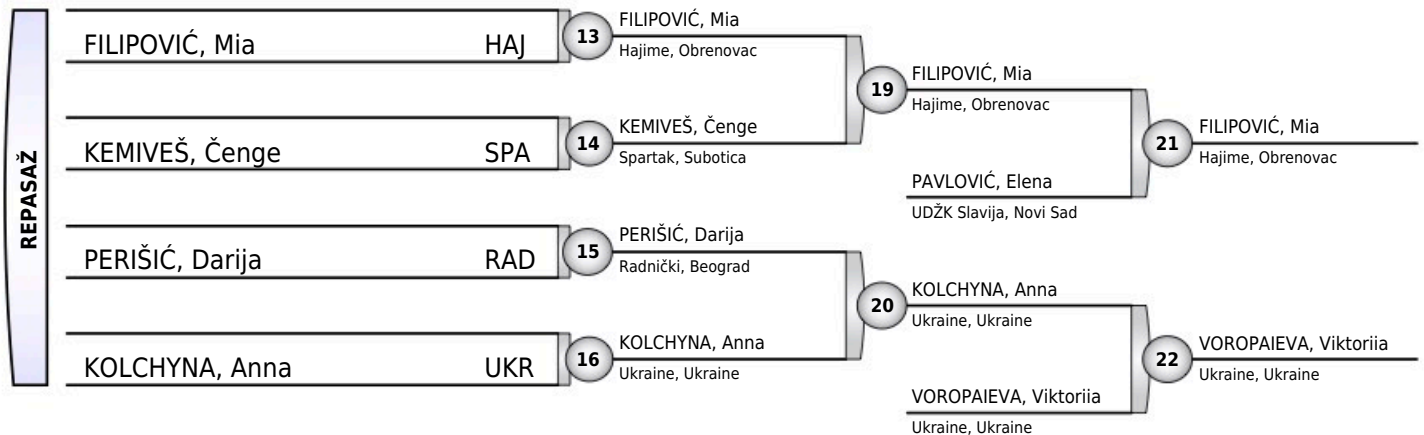 REPASAŽ
FILIPOVIĆ, Mia HAJ
KEMIVEŠ, Čenge SPA
PERIŠIĆ, Darija RAD
KOLCHYNA, Anna UKR
13
FILIPOVIĆ, Mia
Hajime, Obrenovac
14
KEMIVEŠ, Čenge
Spartak, Subotica
15
PERIŠIĆ, Darija
Radnički, Beograd
16
KOLCHYNA, Anna
Ukraine, Ukraine
19
FILIPOVIĆ, Mia
Hajime, Obrenovac
PAVLOVIĆ, Elena
UDŽK Slavija, Novi Sad
20
KOLCHYNA, Anna
Ukraine, Ukraine
VOROPAIEVA, Viktoriia
Ukraine, Ukraine
21
FILIPOVIĆ, Mia
Hajime, Obrenovac
22
VOROPAIEVA, Viktoriia
Ukraine, Ukraine